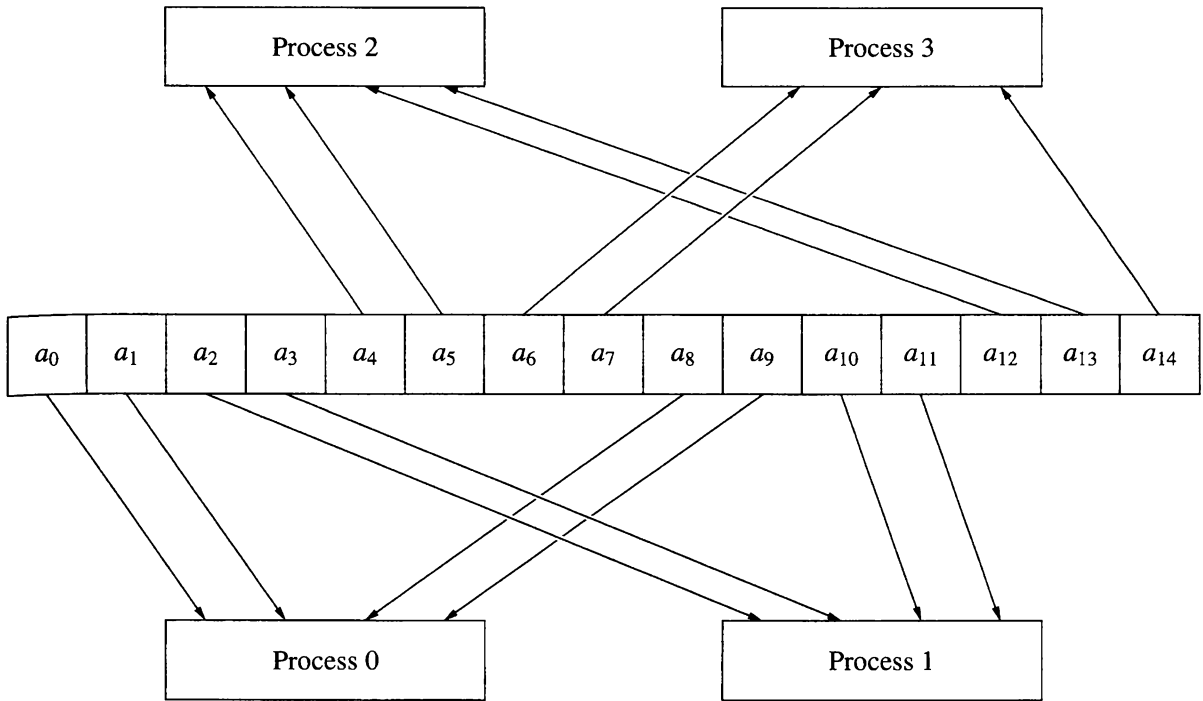 Process 2
Process 3
a₀ a₁ a₂ a₃ a₄ a₅ a₆ a₇ a₈ a₉ a₁₀ a₁₁ a₁₂ a₁₃ a₁₄
Process 0
Process 1